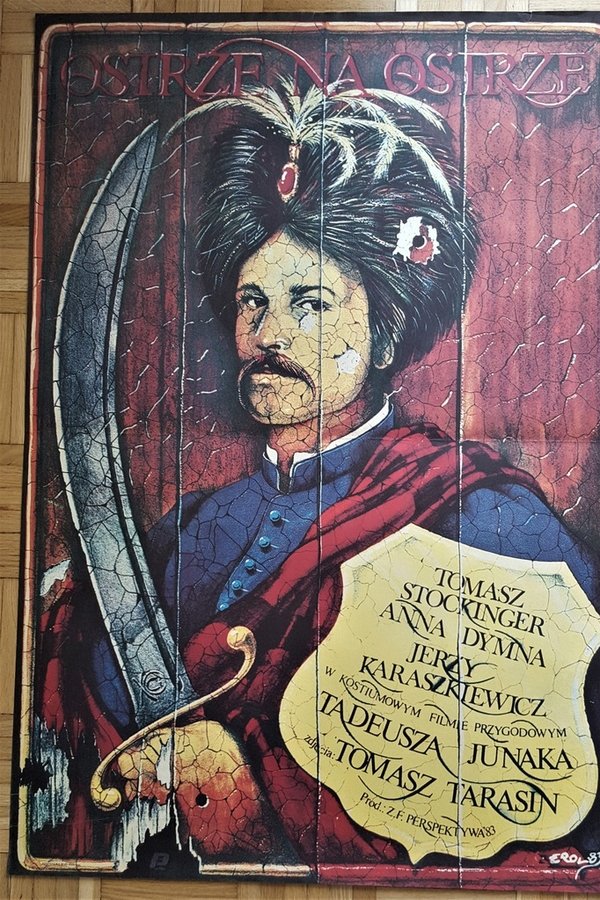 OSTRZE NA OSTRZE
©
TOMASZ
STOCKINGER
ANNA DYMNA
JERZY
KARASZKIEWICZ
W KOSTIUMOWYM FILMIE PRZYGODOWYM
TADEUSZA JUNAKA
zdjęcia: TOMASZ TARASIN
Prod.: Z.F. PERSPEKTYWA '83
EROL 83